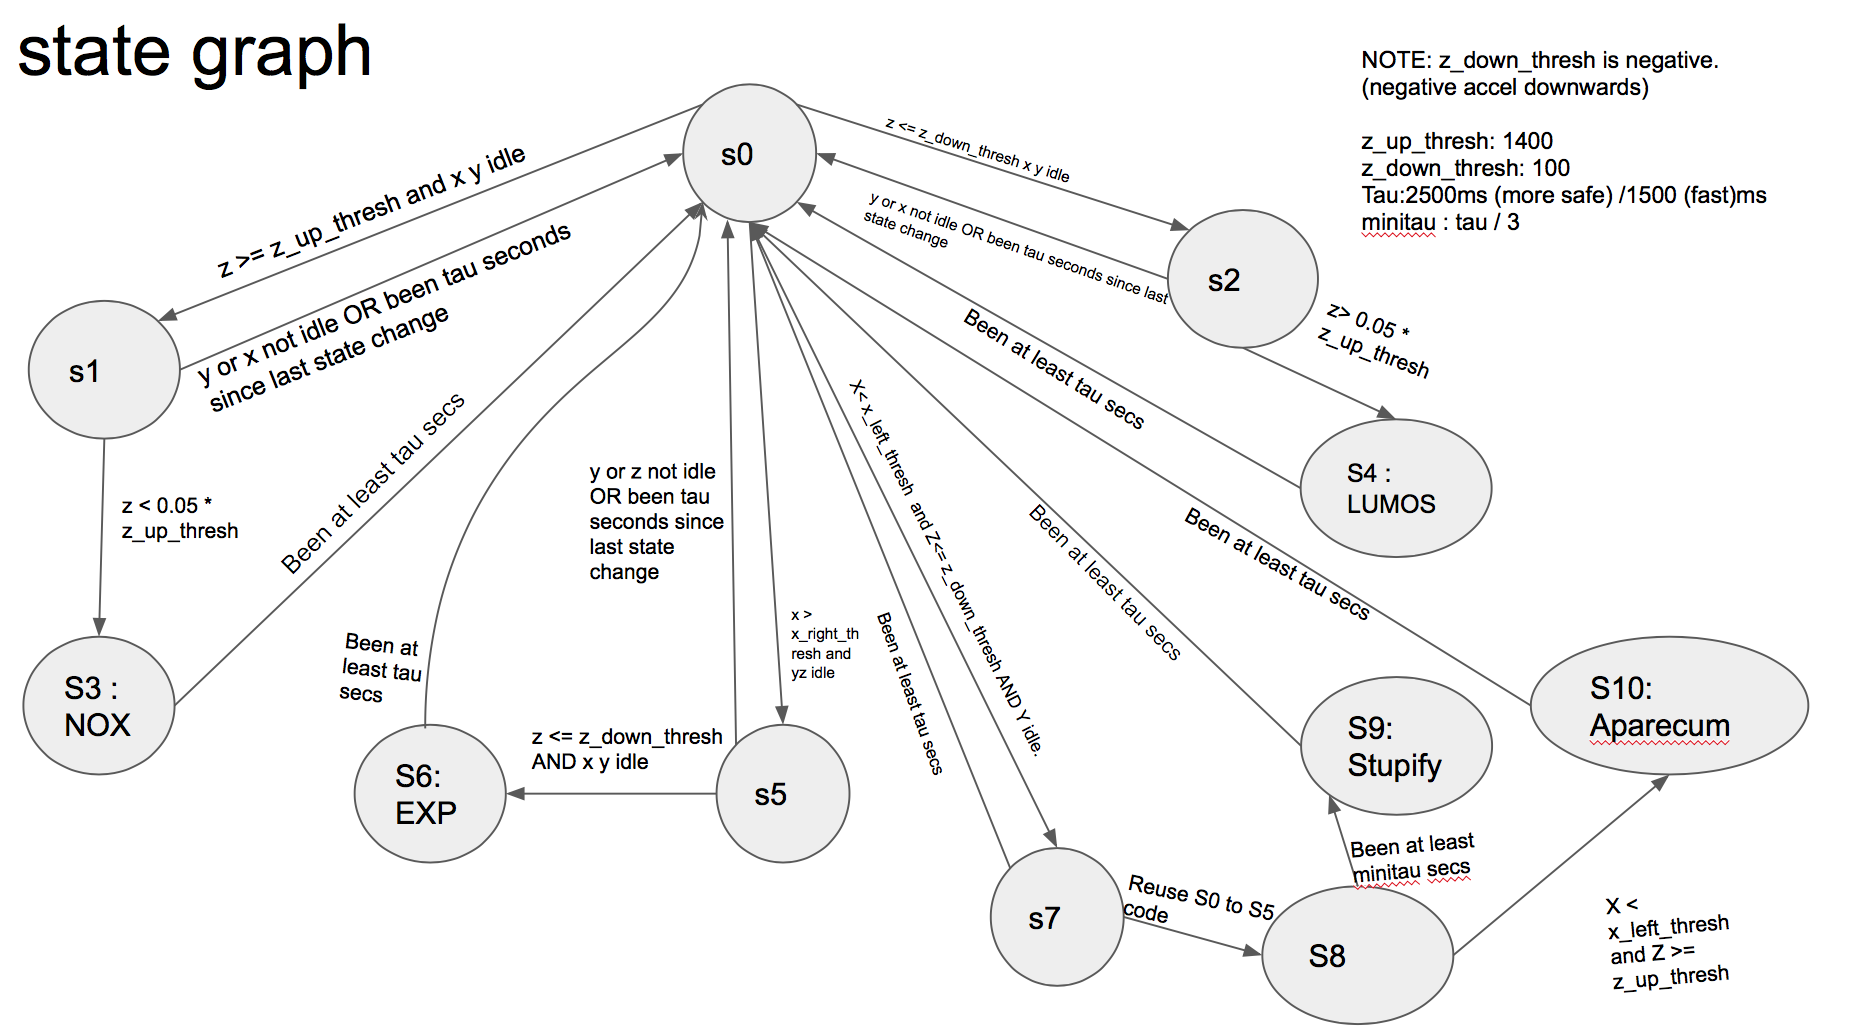 state graph
NOTE: z_down_thresh is negative.
(negative accel downwards)
z_up_thresh: 1400
z_down_thresh: 100
Tau:2500ms (more safe) /1500 (fast)ms
minitau : tau / 3
s0
z >= z_up_thresh and x y idle
z <= z_down_thresh x y idle
y or x not idle OR been tau seconds since last
state change
y or x not idle OR been tau seconds
since last state change
s1
s2
z> 0.05 *
z_up_thresh
Been at least tau secs
S4 :
LUMOS
z < 0.05 *
z_up_thresh
Been at least tau secs
y or z not idle
OR been tau
seconds since
last state
change
X< x_left_thresh and Z<= z_down_thresh AND Y idle.
Been at least tau secs
Been at least tau secs
x >
x_right_th
resh and
yz idle
Been at least tau secs
Been at
least tau
secs
S3 :
NOX
z <= z_down_thresh
AND x y idle
S6:
EXP
s5
S9:
Stupify
S10:
Aparecum
Been at least
minitau secs
Reuse S0 to S5
code
s7
S8
X <
x_left_thresh
and Z >=
z_up_thresh